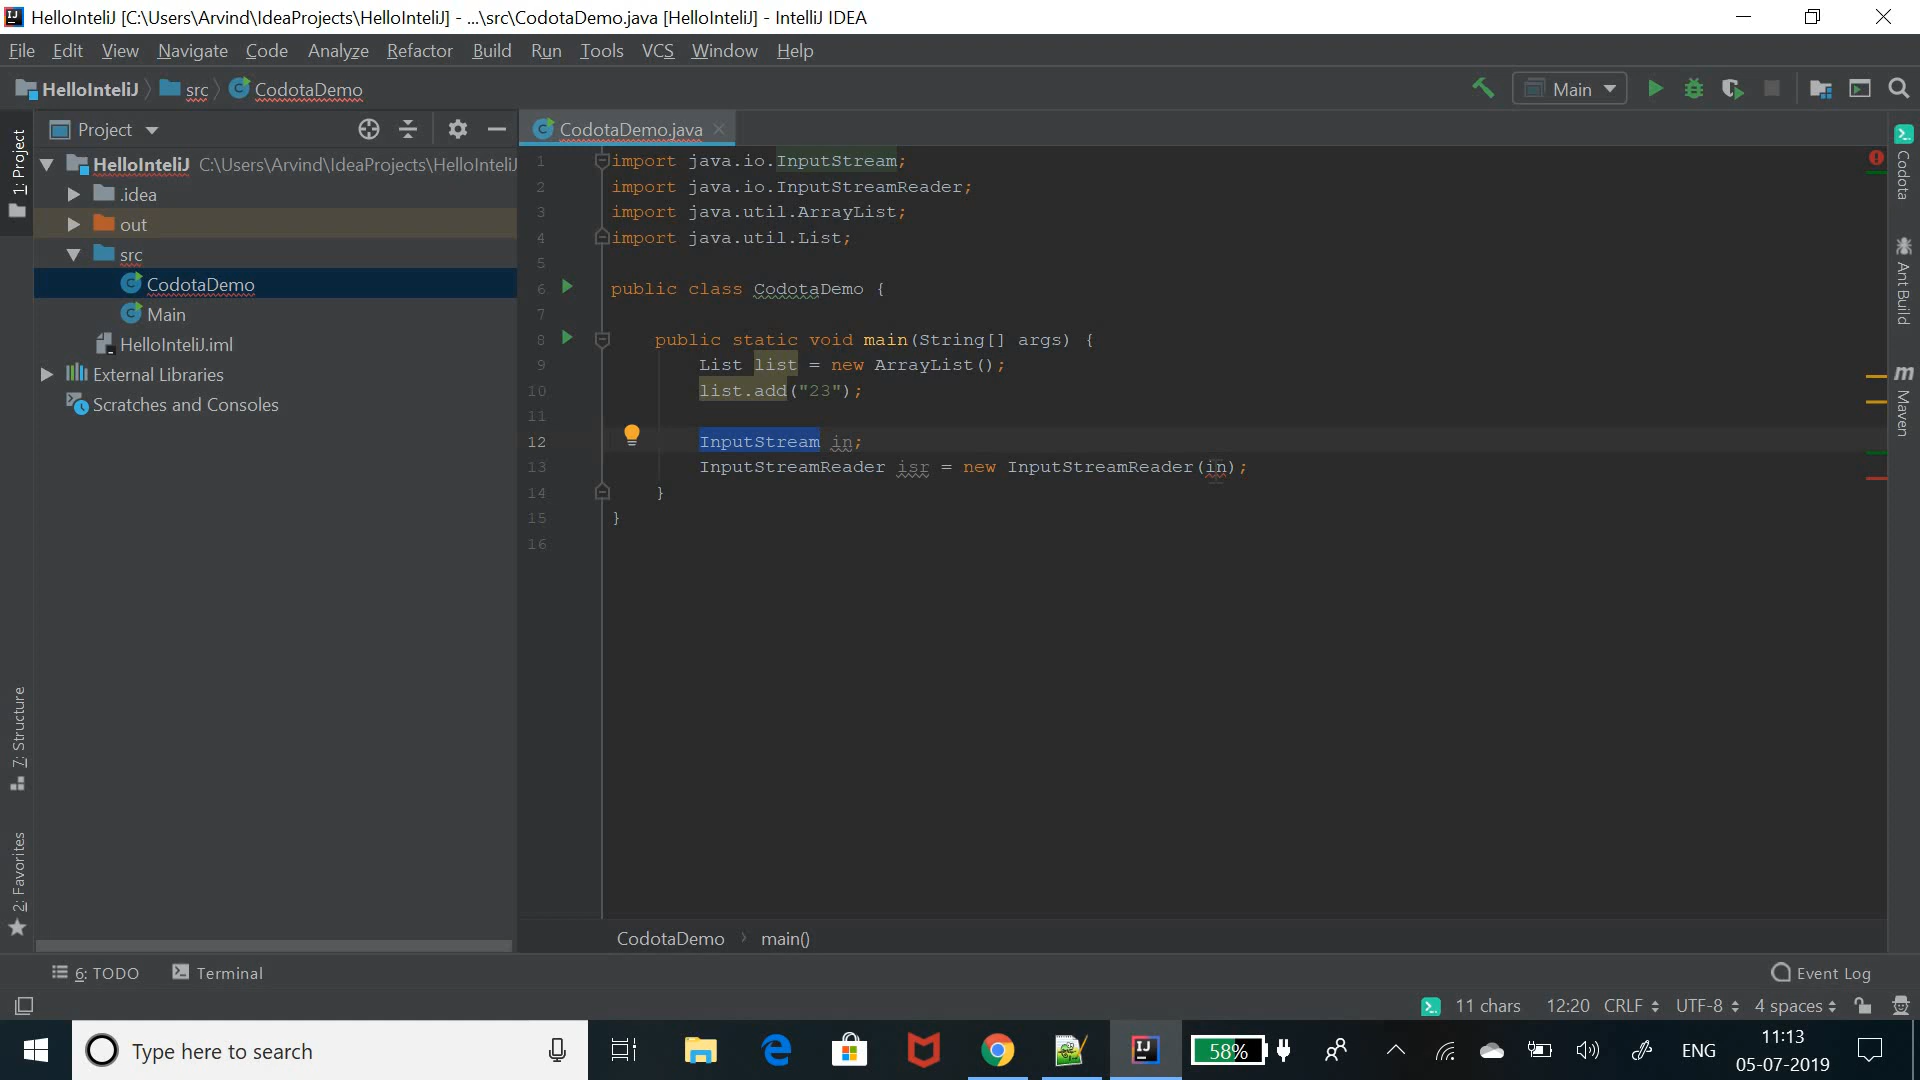 HelloInteliJ [C:\Users\Arvind\IdeaProjects\HelloInteliJ] - ...\src\CodotaDemo.java [HelloInteliJ] - IntelliJ IDEA
File Edit View Navigate Code Analyze Refactor Build Run Tools VCS Window Help
HelloInteliJ src CodotaDemo Main
Project
CodotaDemo.java
1: Project
HelloInteliJ C:\Users\Arvind\IdeaProjects\HelloInteliJ
.idea
out
src
CodotaDemo
Main
HelloInteliJ.iml
External Libraries
Scratches and Consoles
7: Structure
2: Favorites
1 import java.io.InputStream;
2 import java.io.InputStreamReader;
3 import java.util.ArrayList;
4 import java.util.List;
5
6 public class CodotaDemo {
7
8 public static void main(String[] args) {
9 List list = new ArrayList();
10 list.add("23");
11
12 InputStream in;
13 InputStreamReader isr = new InputStreamReader(in);
14 }
15 }
16
Codota
Ant Build
m Maven
CodotaDemo main()
6: TODO Terminal Event Log
11 chars 12:20 CRLF UTF-8 4 spaces
Type here to search
IJ
58%
ENG
11:13
05-07-2019